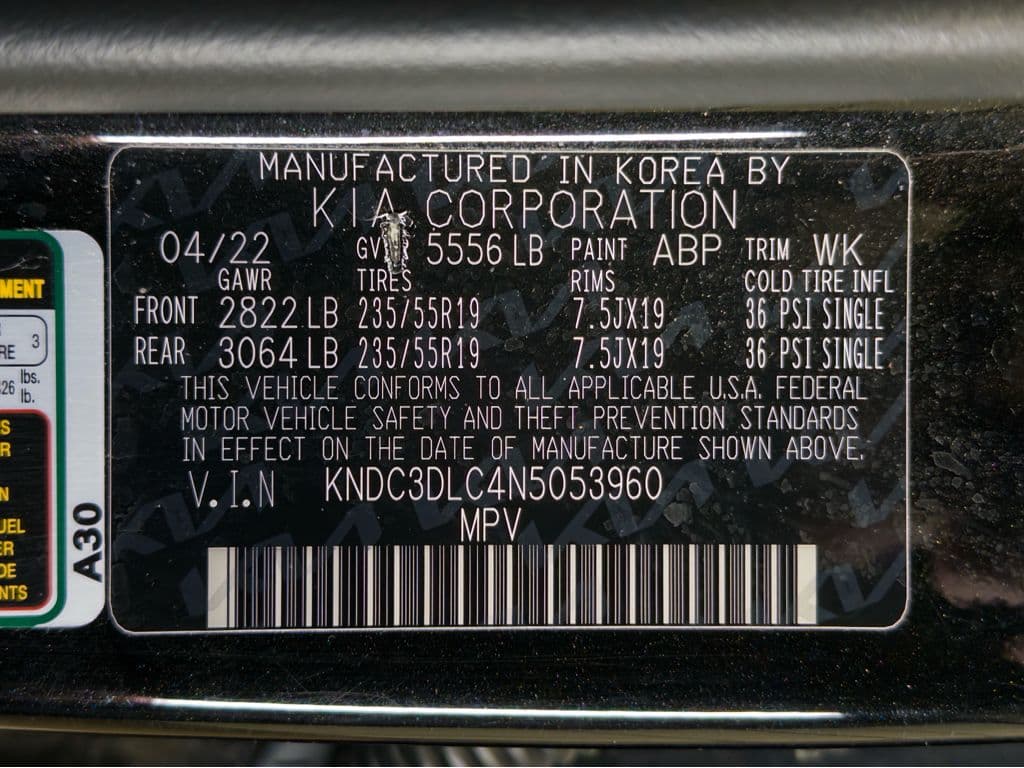 MANUFACTURED IN KOREA BY
KIA CORPORATION
04/22 5556 LB PAINT ABP TRIM WK
GAWR TIRES RIMS COLD TIRE INFL
FRONT 2822 LB 235/55R19 7.5JX19 36 PSI SINGLE
REAR 3064 LB 235/55R19 7.5JX19 36 PSI SINGLE
THIS VEHICLE CONFORMS TO ALL APPLICABLE U.S.A. FEDERAL
MOTOR VEHICLE SAFETY AND THEFT PREVENTION STANDARDS
IN EFFECT ON THE DATE OF MANUFACTURE SHOWN ABOVE.
V.I.N KNDC3DLC4N5053960
MPV
A30
3
lbs.
lb.